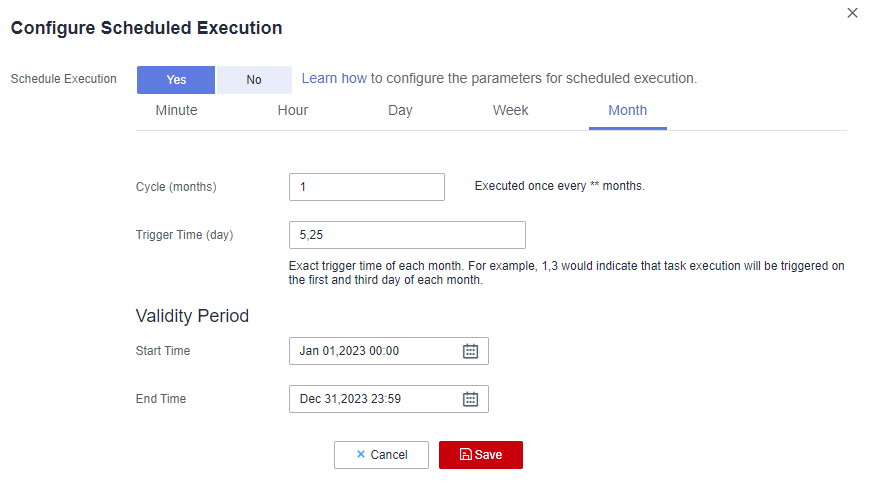 Configure Scheduled Execution
Schedule Execution Yes No Learn how to configure the parameters for scheduled execution.
Minute Hour Day Week Month
Cycle (months) 1 Executed once every ** months.
Trigger Time (day) 5,25
Exact trigger time of each month. For example, 1,3 would indicate that task execution will be triggered on
the first and third day of each month.
Validity Period
Start Time Jan 01,2023 00:00
End Time Dec 31,2023 23:59
Cancel Save